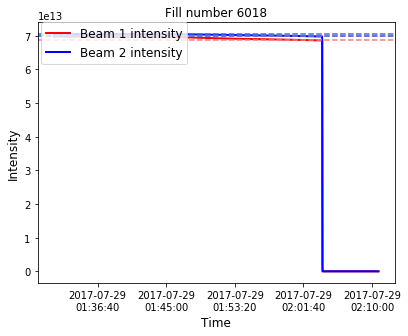 Fill number 6018
1e13
Beam 1 intensity
Beam 2 intensity
7
6
5
4
3
2
1
0
Intensity
2017-07-29 2017-07-29 2017-07-29 2017-07-29 2017-07-29
01:36:40 01:45:00 01:53:20 02:01:40 02:10:00
Time